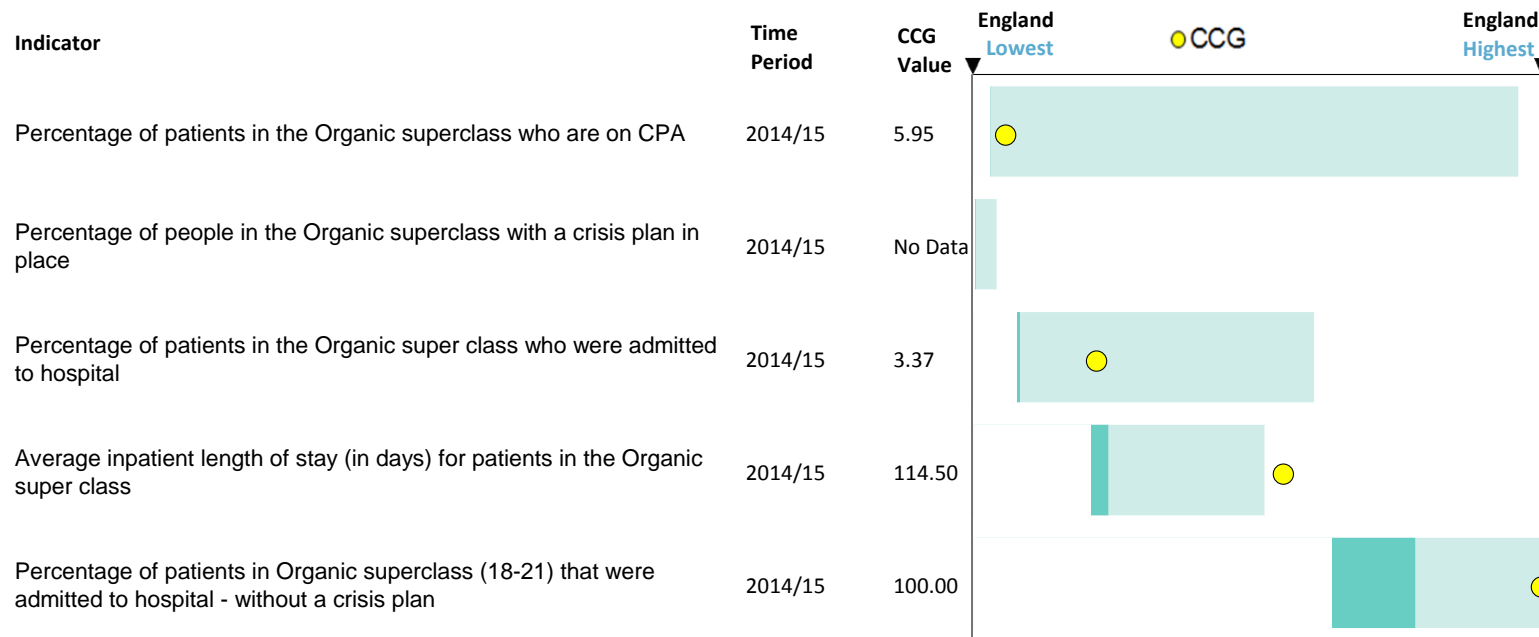 Indicator
Time Period
CCG Value
England Lowest
CCG
England Highest
Percentage of patients in the Organic superclass who are on CPA
2014/15
5.95
Percentage of people in the Organic superclass with a crisis plan in
place
2014/15
No Data
Percentage of patients in the Organic super class who were admitted
to hospital
2014/15
3.37
Average inpatient length of stay (in days) for patients in the Organic
super class
2014/15
114.50
Percentage of patients in Organic superclass (18-21) that were
admitted to hospital - without a crisis plan
2014/15
100.00